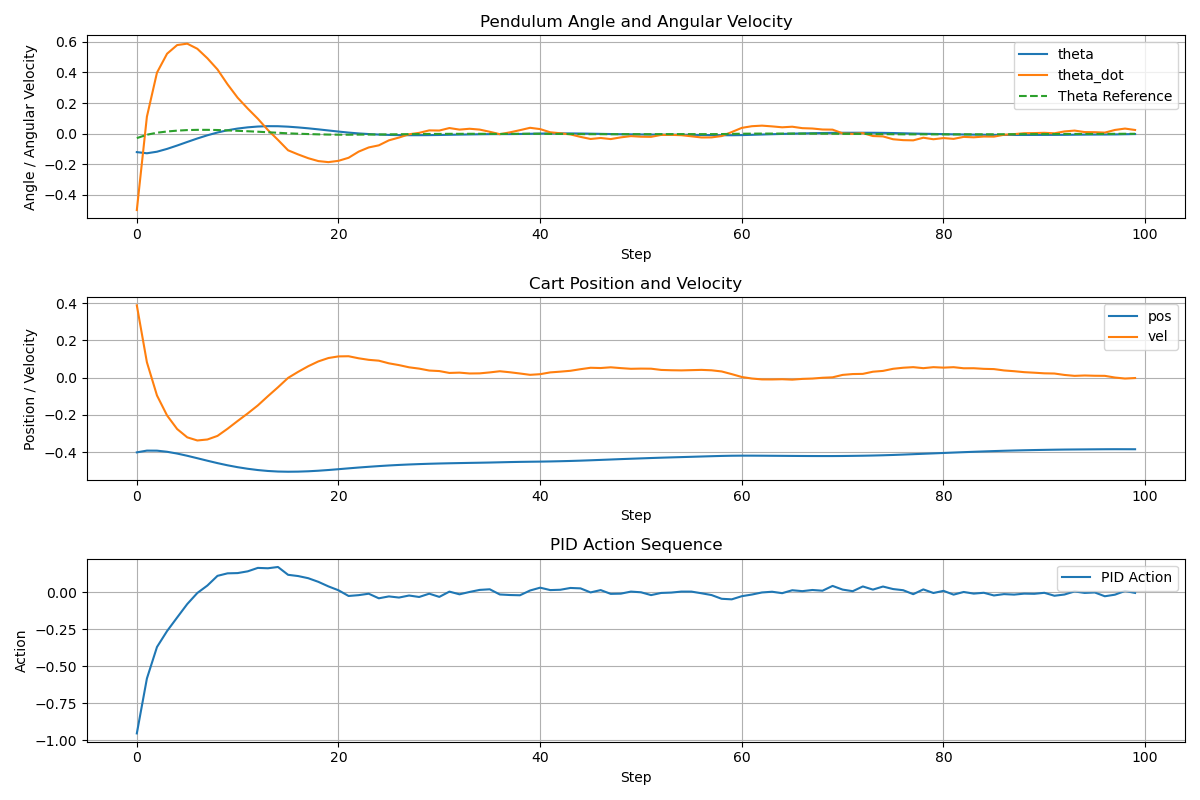 Pendulum Angle and Angular Velocity
Angle / Angular Velocity
0.6
0.4
0.2
0.0
−0.2
−0.4
theta
theta_dot
Theta Reference
0 20 40 60 80 100
Step
Cart Position and Velocity
Position / Velocity
0.4
0.2
0.0
−0.2
−0.4
pos
vel
0 20 40 60 80 100
Step
PID Action Sequence
Action
0.00
−0.25
−0.50
−0.75
−1.00
PID Action
0 20 40 60 80 100
Step